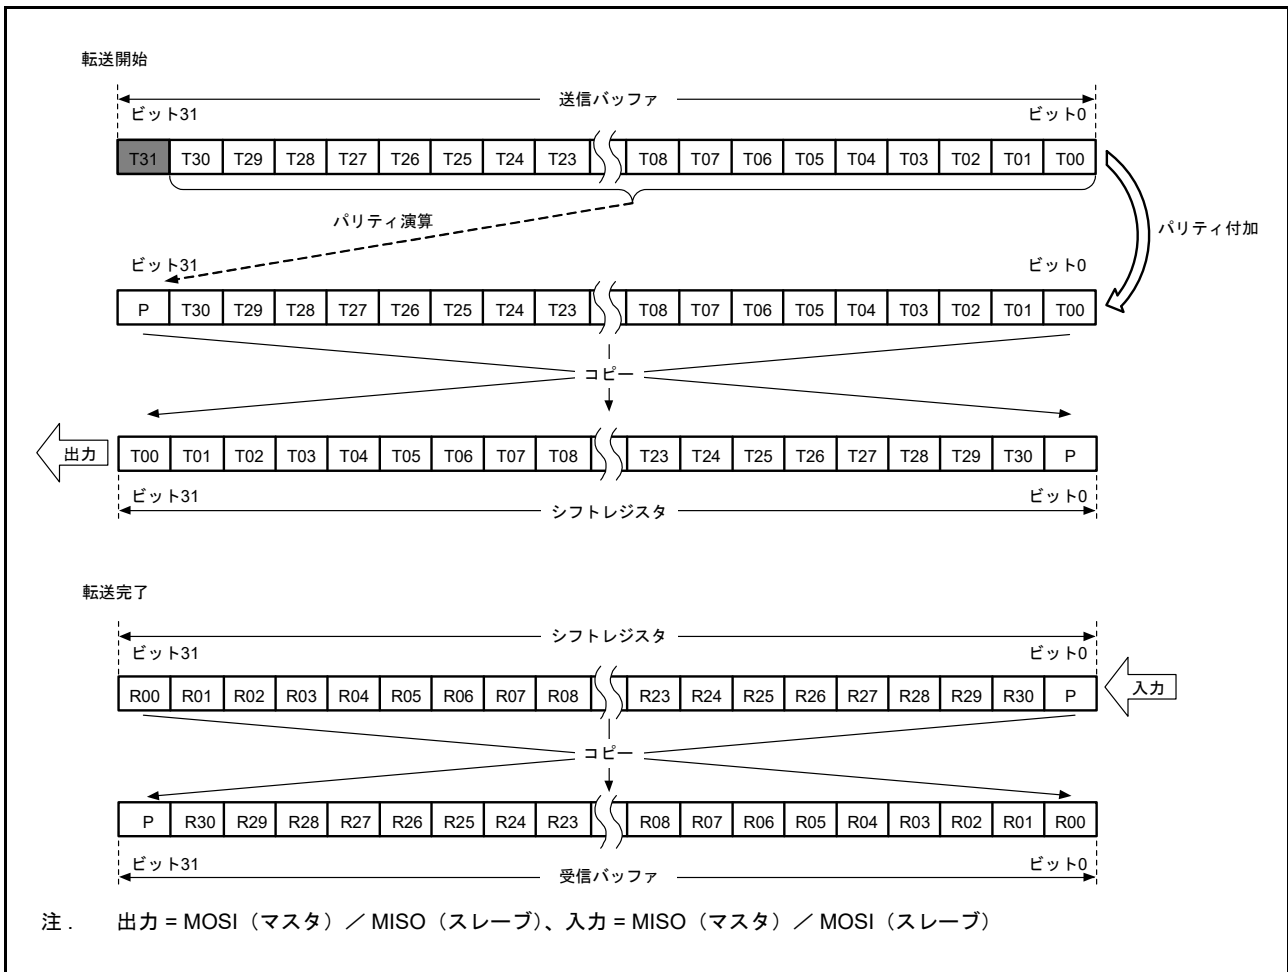 転送開始
送信バッファ
ビット31 ビット0
T31 T30 T29 T28 T27 T26 T25 T24 T23 T08 T07 T06 T05 T04 T03 T02 T01 T00
パリティ演算
パリティ付加
ビット31 ビット0
P T30 T29 T28 T27 T26 T25 T24 T23 T08 T07 T06 T05 T04 T03 T02 T01 T00
コピー
出力
T00 T01 T02 T03 T04 T05 T06 T07 T08 T23 T24 T25 T26 T27 T28 T29 T30 P
ビット31 ビット0
シフトレジスタ
転送完了
シフトレジスタ
ビット31 ビット0
R00 R01 R02 R03 R04 R05 R06 R07 R08 R23 R24 R25 R26 R27 R28 R29 R30 P
入力
コピー
P R30 R29 R28 R27 R26 R25 R24 R23 R08 R07 R06 R05 R04 R03 R02 R01 R00
ビット31 ビット0
受信バッファ
注． 出力 = MOSI（マスタ）／ MISO（スレーブ）、入力 = MISO（マスタ）／ MOSI（スレーブ）